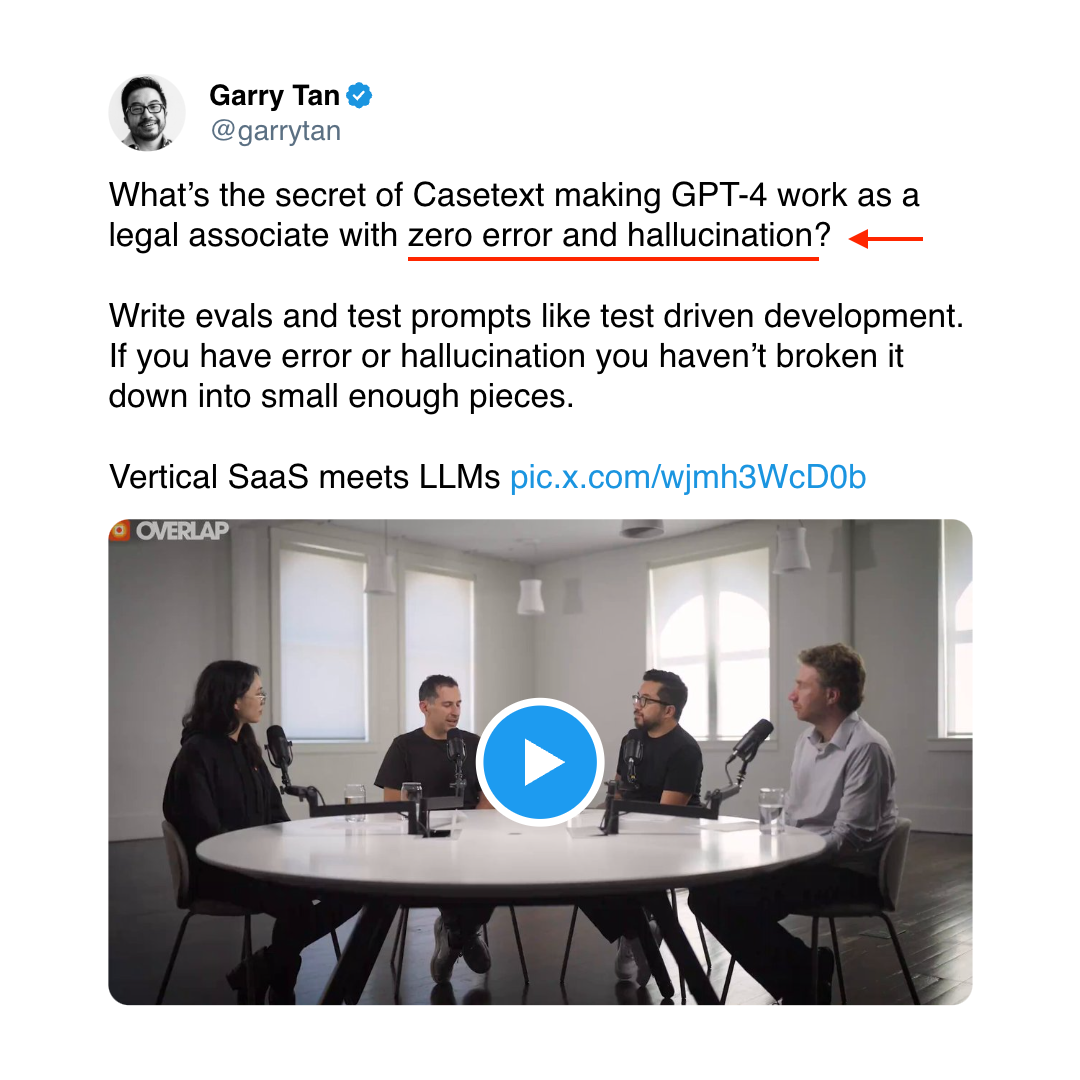 Garry Tan
@garrytan
What’s the secret of Casetext making GPT-4 work as a
legal associate with zero error and hallucination?
Write evals and test prompts like test driven development.
If you have error or hallucination you haven’t broken it
down into small enough pieces.
Vertical SaaS meets LLMs pic.x.com/wjmh3WcD0b
OVERLAP